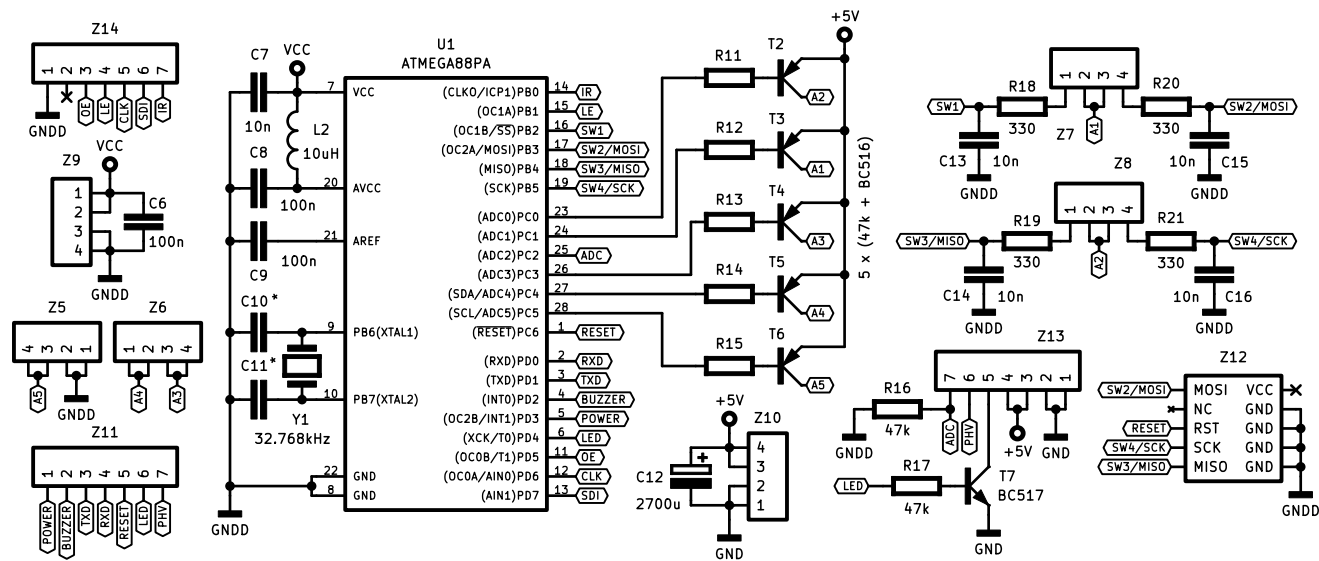 Z14
1 2 3 4 5 6 7
OE LE CLK SDI IR
GNDD
Z9
VCC
1
2
3
4
C6
100n
GNDD
Z5
4 3 2 1
A5
GNDD
Z6
1 2 3 4
A4 A3
Z11
1 2 3 4 5 6 7
POWER BUZZER TXD RXD RESET LED PHV
C7
VCC
10n
L2
10uH
C8
100n
C9
100n
C10*
C11*
Y1
32.768kHz
GNDD
U1
ATMEGA88PA
7 VCC
20 AVCC
21 AREF
9 PB6(XTAL1)
10 PB7(XTAL2)
22 GND
8 GND
(CLKO/ICP1)PB0 14 IR
(OC1A)PB1 15 LE
(OC1B/SS)PB2 16 SW1
(OC2A/MOSI)PB3 17 SW2/MOSI
(MISO)PB4 18 SW3/MISO
(SCK)PB5 19 SW4/SCK
(ADC0)PC0 23
(ADC1)PC1 24
(ADC2)PC2 25 ADC
(ADC3)PC3 26
(SDA/ADC4)PC4 27
(SCL/ADC5)PC5 28
(RESET)PC6 1 RESET
(RXD)PD0 2 RXD
(TXD)PD1 3 TXD
(INT0)PD2 4 BUZZER
(OC2B/INT1)PD3 5 POWER
(XCK/T0)PD4 6 LED
(OC0B/T1)PD5 11 OE
(OC0A/AIN0)PD6 12 CLK
(AIN1)PD7 13 SDI
+5V
R11 T2
A2
R12 T3
A1
R13 T4
A3
R14 T5
A4
R15 T6
A5
5 x (47k + BC516)
+5V
Z10
4
3
2
1
C12
+
2700u
GND
1 2 3 4
Z7
SW1
R18
330
A1
R20
330
SW2/MOSI
C13 10n
GNDD
10n C15
GNDD
Z8
1 2 3 4
SW3/MISO
R19
330
A2
R21
330
SW4/SCK
C14 10n
GNDD
10n C16
GNDD
Z13
7 6 5 4 3 2 1
R16
47k
GNDD
ADC PHV
+5V
GND
LED
R17
47k
T7
BC517
GND
Z12
SW2/MOSI MOSI VCC
NC GND
RESET RST GND
SW4/SCK SCK GND
SW3/MISO MISO GND
GNDD